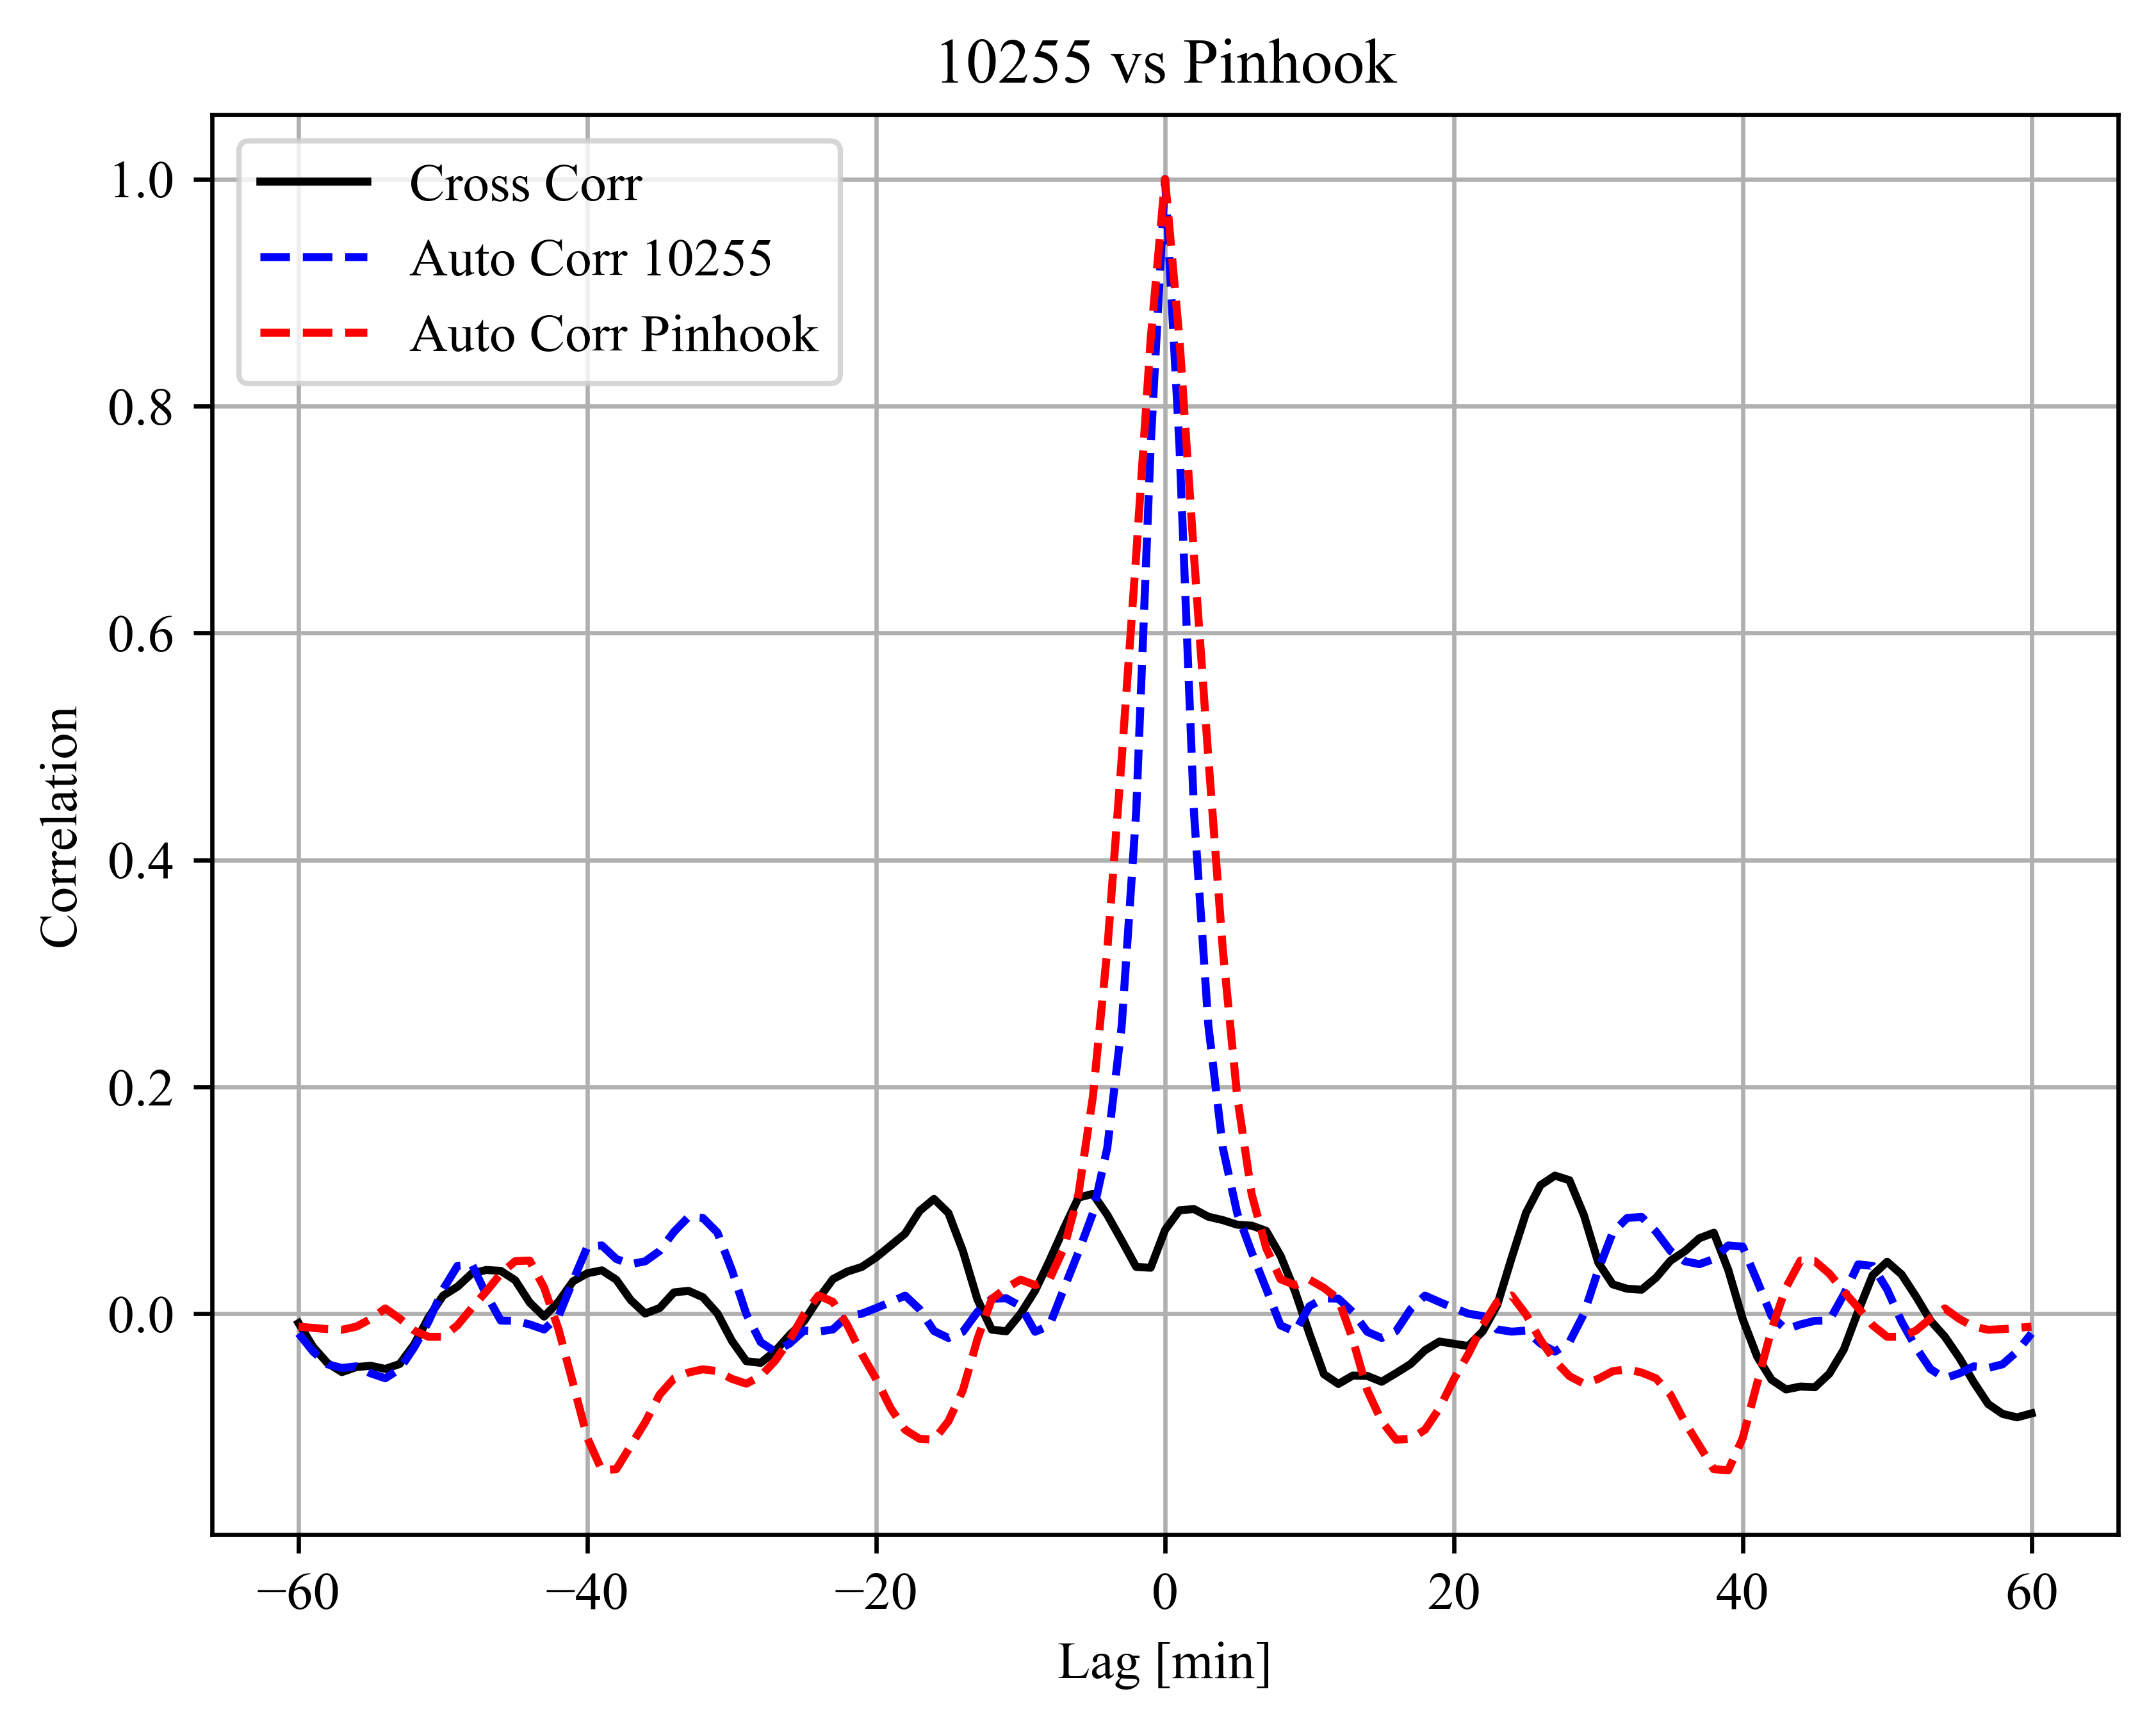 10255 vs Pinhook
Cross Corr
Auto Corr 10255
Auto Corr Pinhook
1.0
0.8
0.6
0.4
0.2
0.0
Correlation
−60 −40 −20 0 20 40 60
Lag [min]